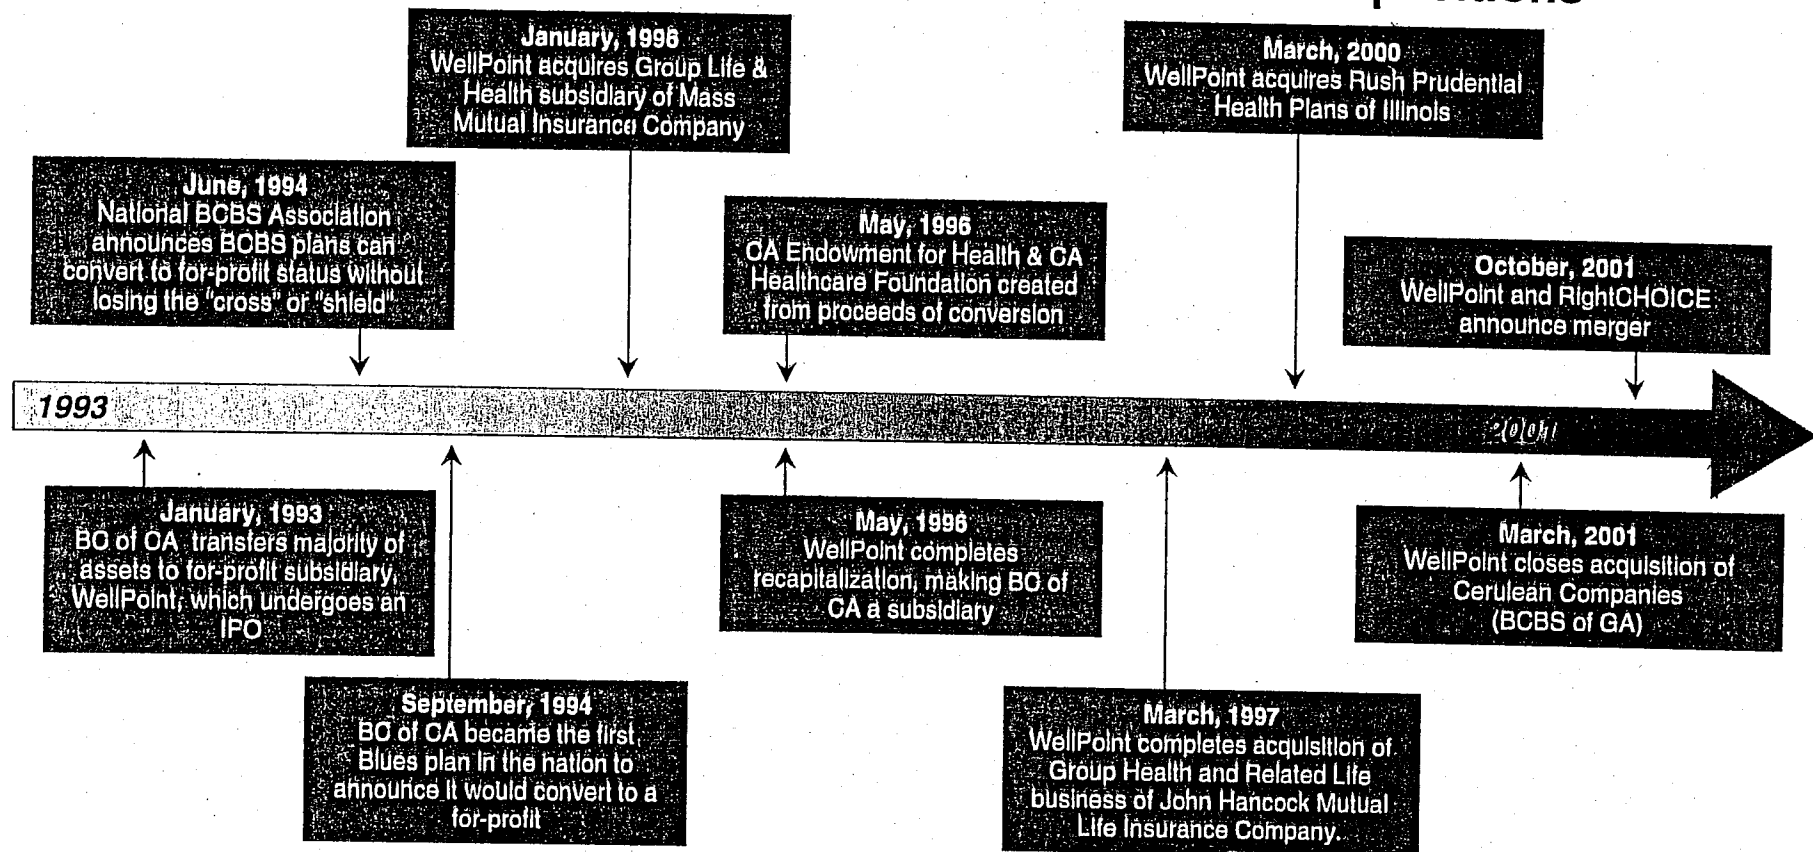 January, 1996
WellPoint acquires Group Life &
Health subsidiary of Mass
Mutual Insurance Company
March, 2000
WellPoint acquires Rush Prudential
Health Plans of Illinois
June, 1994
National BCBS Association
announces BCBS plans can
convert to for-profit status without
losing the "cross" or "shield"
May, 1996
CA Endowment for Health & CA
Healthcare Foundation created
from proceeds of conversion
October, 2001
WellPoint and RightCHOICE
announce merger
1993
2001
January, 1993
BC of CA transfers majority of
assets to for-profit subsidiary,
WellPoint, which undergoes an
IPO
May, 1996
WellPoint completes
recapitalization, making BC of
CA a subsidiary
March, 2001
WellPoint closes acquisition of
Cerulean Companies
(BCBS of GA)
September, 1994
BC of CA became the first
Blues plan in the nation to
announce it would convert to a
for-profit
March, 1997
WellPoint completes acquisition of
Group Health and Related Life
business of John Hancock Mutual
Life Insurance Company.